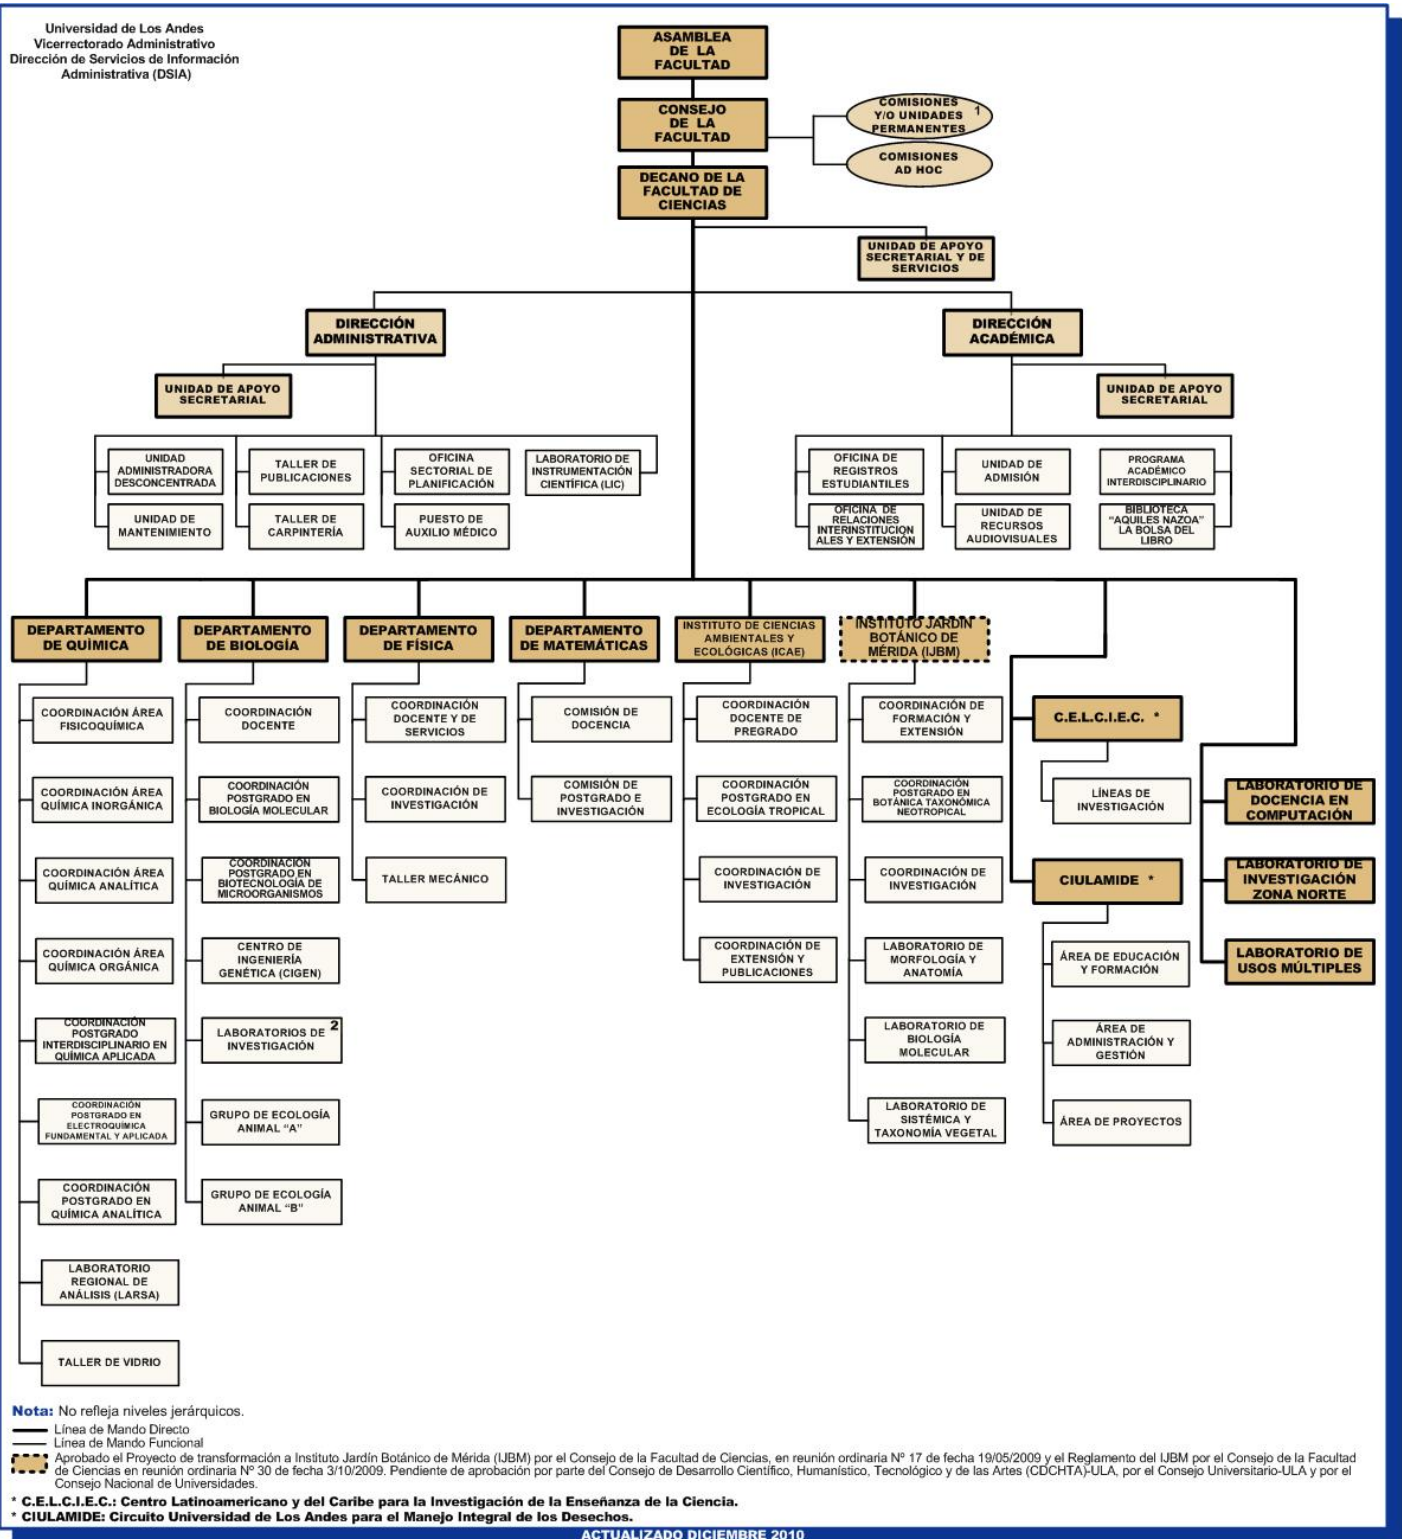 Universidad de Los Andes
Vicerrectorado Administrativo
Dirección de Servicios de Información
Administrativa (DSIA)
ASAMBLEA
DE LA
FACULTAD
CONSEJO
DE LA
FACULTAD
COMISIONES
Y/O UNIDADES 1
PERMANENTES
COMISIONES
AD HOC
DECANO DE LA
FACULTAD DE
CIENCIAS
UNIDAD DE APOYO
SECRETARIAL Y DE
SERVICIOS
DIRECCIÓN
ADMINISTRATIVA
DIRECCIÓN
ACADÉMICA
UNIDAD DE APOYO
SECRETARIAL
UNIDAD DE APOYO
SECRETARIAL
UNIDAD
ADMINISTRADORA
DESCONCENTRADA
TALLER DE
PUBLICACIONES
OFICINA
SECTORIAL DE
PLANIFICACIÓN
LABORATORIO DE
INSTRUMENTACIÓN
CIENTÍFICA (LIC)
UNIDAD DE
MANTENIMIENTO
TALLER DE
CARPINTERÍA
PUESTO DE
AUXILIO MÉDICO
OFICINA DE
REGISTROS
ESTUDIANTILES
UNIDAD DE
ADMISIÓN
PROGRAMA
ACADÉMICO
INTERDISCIPLINARIO
OFICINA DE
RELACIONES
INTERINSTITUCION
ALES Y EXTENSIÓN
UNIDAD DE
RECURSOS
AUDIOVISUALES
BIBLIOTECA
“AQUILES NAZOA”
LA BOLSA DEL
LIBRO
DEPARTAMENTO
DE QUÌMICA
COORDINACIÓN ÁREA
FISICOQUÍMICA
COORDINACIÓN ÁREA
QUÍMICA INORGÁNICA
COORDINACIÓN ÁREA
QUÍMICA ANALÍTICA
COORDINACIÓN ÁREA
QUÍMICA ORGÁNICA
COORDINACIÓN
POSTGRADO
INTERDISCIPLINARIO EN
QUÍMICA APLICADA
COORDINACIÓN
POSTGRADO EN
ELECTROQUÍMICA
FUNDAMENTAL Y APLICADA
COORDINACIÓN
POSTGRADO EN
QUÍMICA ANALÍTICA
LABORATORIO
REGIONAL DE
ANÁLISIS (LARSA)
TALLER DE VIDRIO
DEPARTAMENTO
DE BIOLOGÍA
COORDINACIÓN
DOCENTE
COORDINACIÓN
POSTGRADO EN
BIOLOGÍA MOLECULAR
COORDINACIÓN
POSTGRADO EN
BIOTECNOLOGÍA DE
MICROORGANISMOS
CENTRO DE
INGENIERÍA
GENÉTICA (CIGEN)
LABORATORIOS DE 2
INVESTIGACIÓN
GRUPO DE ECOLOGÍA
ANIMAL “A”
GRUPO DE ECOLOGÍA
ANIMAL “B”
DEPARTAMENTO
DE FÍSICA
COORDINACIÓN
DOCENTE Y DE
SERVICIOS
COORDINACIÓN DE
INVESTIGACIÓN
TALLER MECÁNICO
DEPARTAMENTO
DE MATEMÁTICAS
COMISIÓN DE
DOCENCIA
COMISIÓN DE
POSTGRADO E
INVESTIGACIÓN
INSTITUTO DE CIENCIAS
AMBIENTALES Y
ECOLÓGICAS (ICAE)
COORDINACIÓN
DOCENTE DE
PREGRADO
COORDINACIÓN
POSTGRADO EN
ECOLOGÍA TROPICAL
COORDINACIÓN DE
INVESTIGACIÓN
COORDINACIÓN DE
EXTENSIÓN Y
PUBLICACIONES
INSTITUTO JARDÍN
BOTÁNICO DE
MÉRIDA (IJBM)
COORDINACIÓN DE
FORMACIÓN Y
EXTENSIÓN
COORDINACIÓN
POSTGRADO EN
BOTÁNICA TAXONÓMICA
NEOTROPICAL
COORDINACIÓN DE
INVESTIGACIÓN
LABORATORIO DE
MORFOLOGÍA Y
ANATOMÍA
LABORATORIO DE
BIOLOGÍA
MOLECULAR
LABORATORIO DE
SISTÉMICA Y
TAXONOMÍA VEGETAL
C.E.L.C.I.E.C. *
LÍNEAS DE
INVESTIGACIÓN
CIULAMIDE *
ÁREA DE EDUCACIÓN
Y FORMACIÓN
ÁREA DE
ADMINISTRACIÓN Y
GESTIÓN
ÁREA DE PROYECTOS
LABORATORIO DE
DOCENCIA EN
COMPUTACIÓN
LABORATORIO DE
INVESTIGACIÓN
ZONA NORTE
LABORATORIO DE
USOS MÚLTIPLES
Nota: No refleja niveles jerárquicos.
Línea de Mando Directo
Línea de Mando Funcional
Aprobado el Proyecto de transformación a Instituto Jardín Botánico de Mérida (IJBM) por el Consejo de la Facultad de Ciencias, en reunión ordinaria Nº 17 de fecha 19/05/2009 y el Reglamento del IJBM por el Consejo de la Facultad
de Ciencias en reunión ordinaria Nº 30 de fecha 3/10/2009. Pendiente de aprobación por parte del Consejo de Desarrollo Científico, Humanístico, Tecnológico y de las Artes (CDCHTA)-ULA, por el Consejo Universitario-ULA y por el
Consejo Nacional de Universidades.
* C.E.L.C.I.E.C.: Centro Latinoamericano y del Caribe para la Investigación de la Enseñanza de la Ciencia.
* CIULAMIDE: Circuito Universidad de Los Andes para el Manejo Integral de los Desechos.
ACTUALIZADO DICIEMBRE 2010